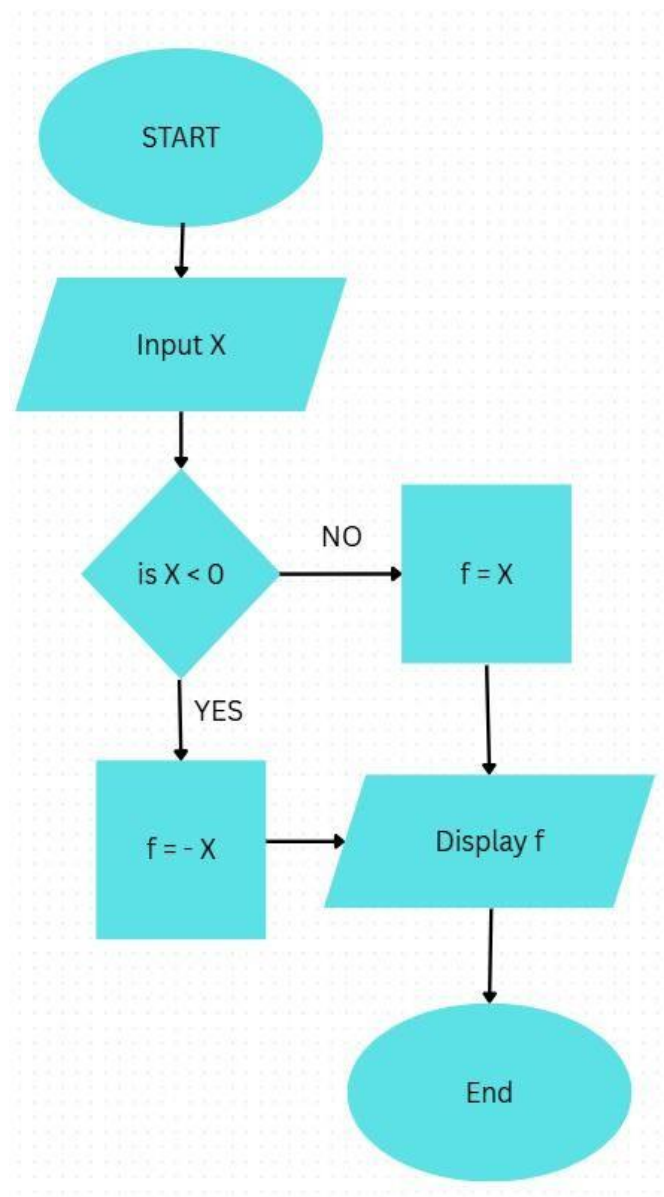 START
Input X
is X < 0
NO
f = X
YES
f = - X
Display f
End